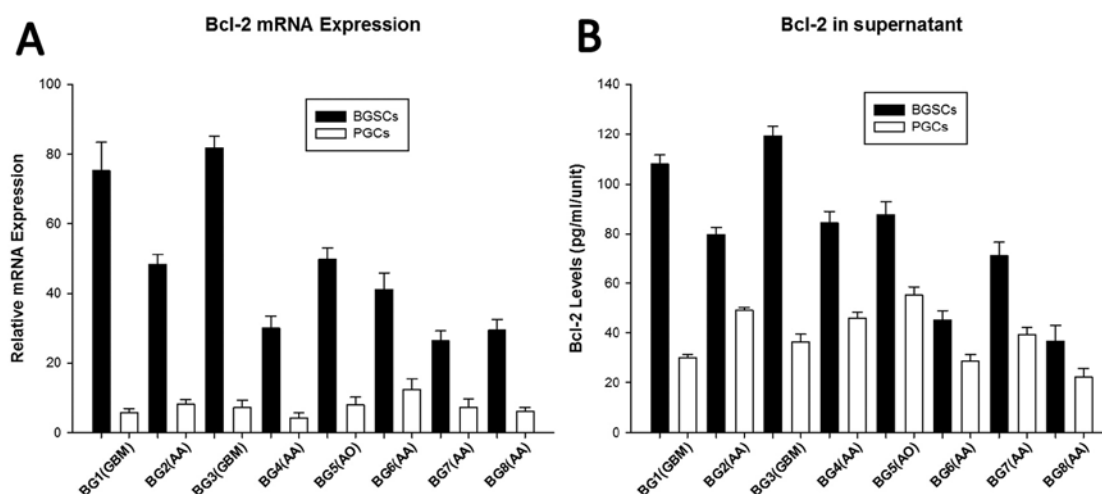 A
Bcl-2 mRNA Expression
Relative mRNA Expression
100
80
60
40
20
0
BGSCs
PGCs
BG1(GBM)
BG2(AA)
BG3(GBM)
BG4(AA)
BG5(AO)
BG6(AA)
BG7(AA)
BG8(AA)
B
Bcl-2 in supernatant
Bcl-2 Levels (pg/ml/unit)
140
120
100
80
60
40
20
0
BGSCs
PGCs
BG1(GBM)
BG2(AA)
BG3(GBM)
BG4(AA)
BG5(AO)
BG6(AA)
BG7(AA)
BG8(AA)